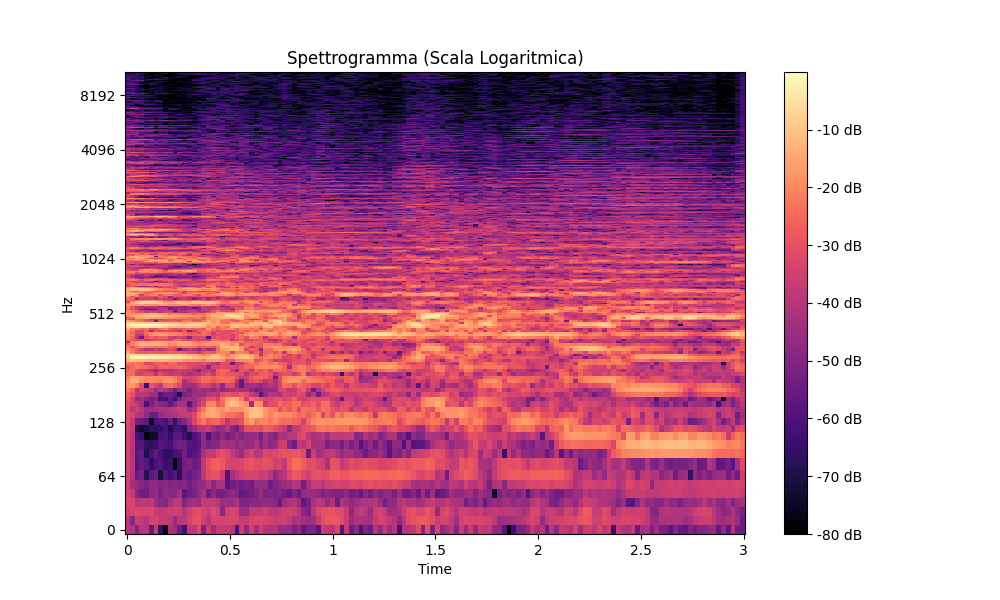 Spettrogramma (Scala Logaritmica)
8192
4096
2048
1024
512
256
128
64
0
Hz
0
0.5
1
1.5
2
2.5
3
Time
-10 dB
-20 dB
-30 dB
-40 dB
-50 dB
-60 dB
-70 dB
-80 dB